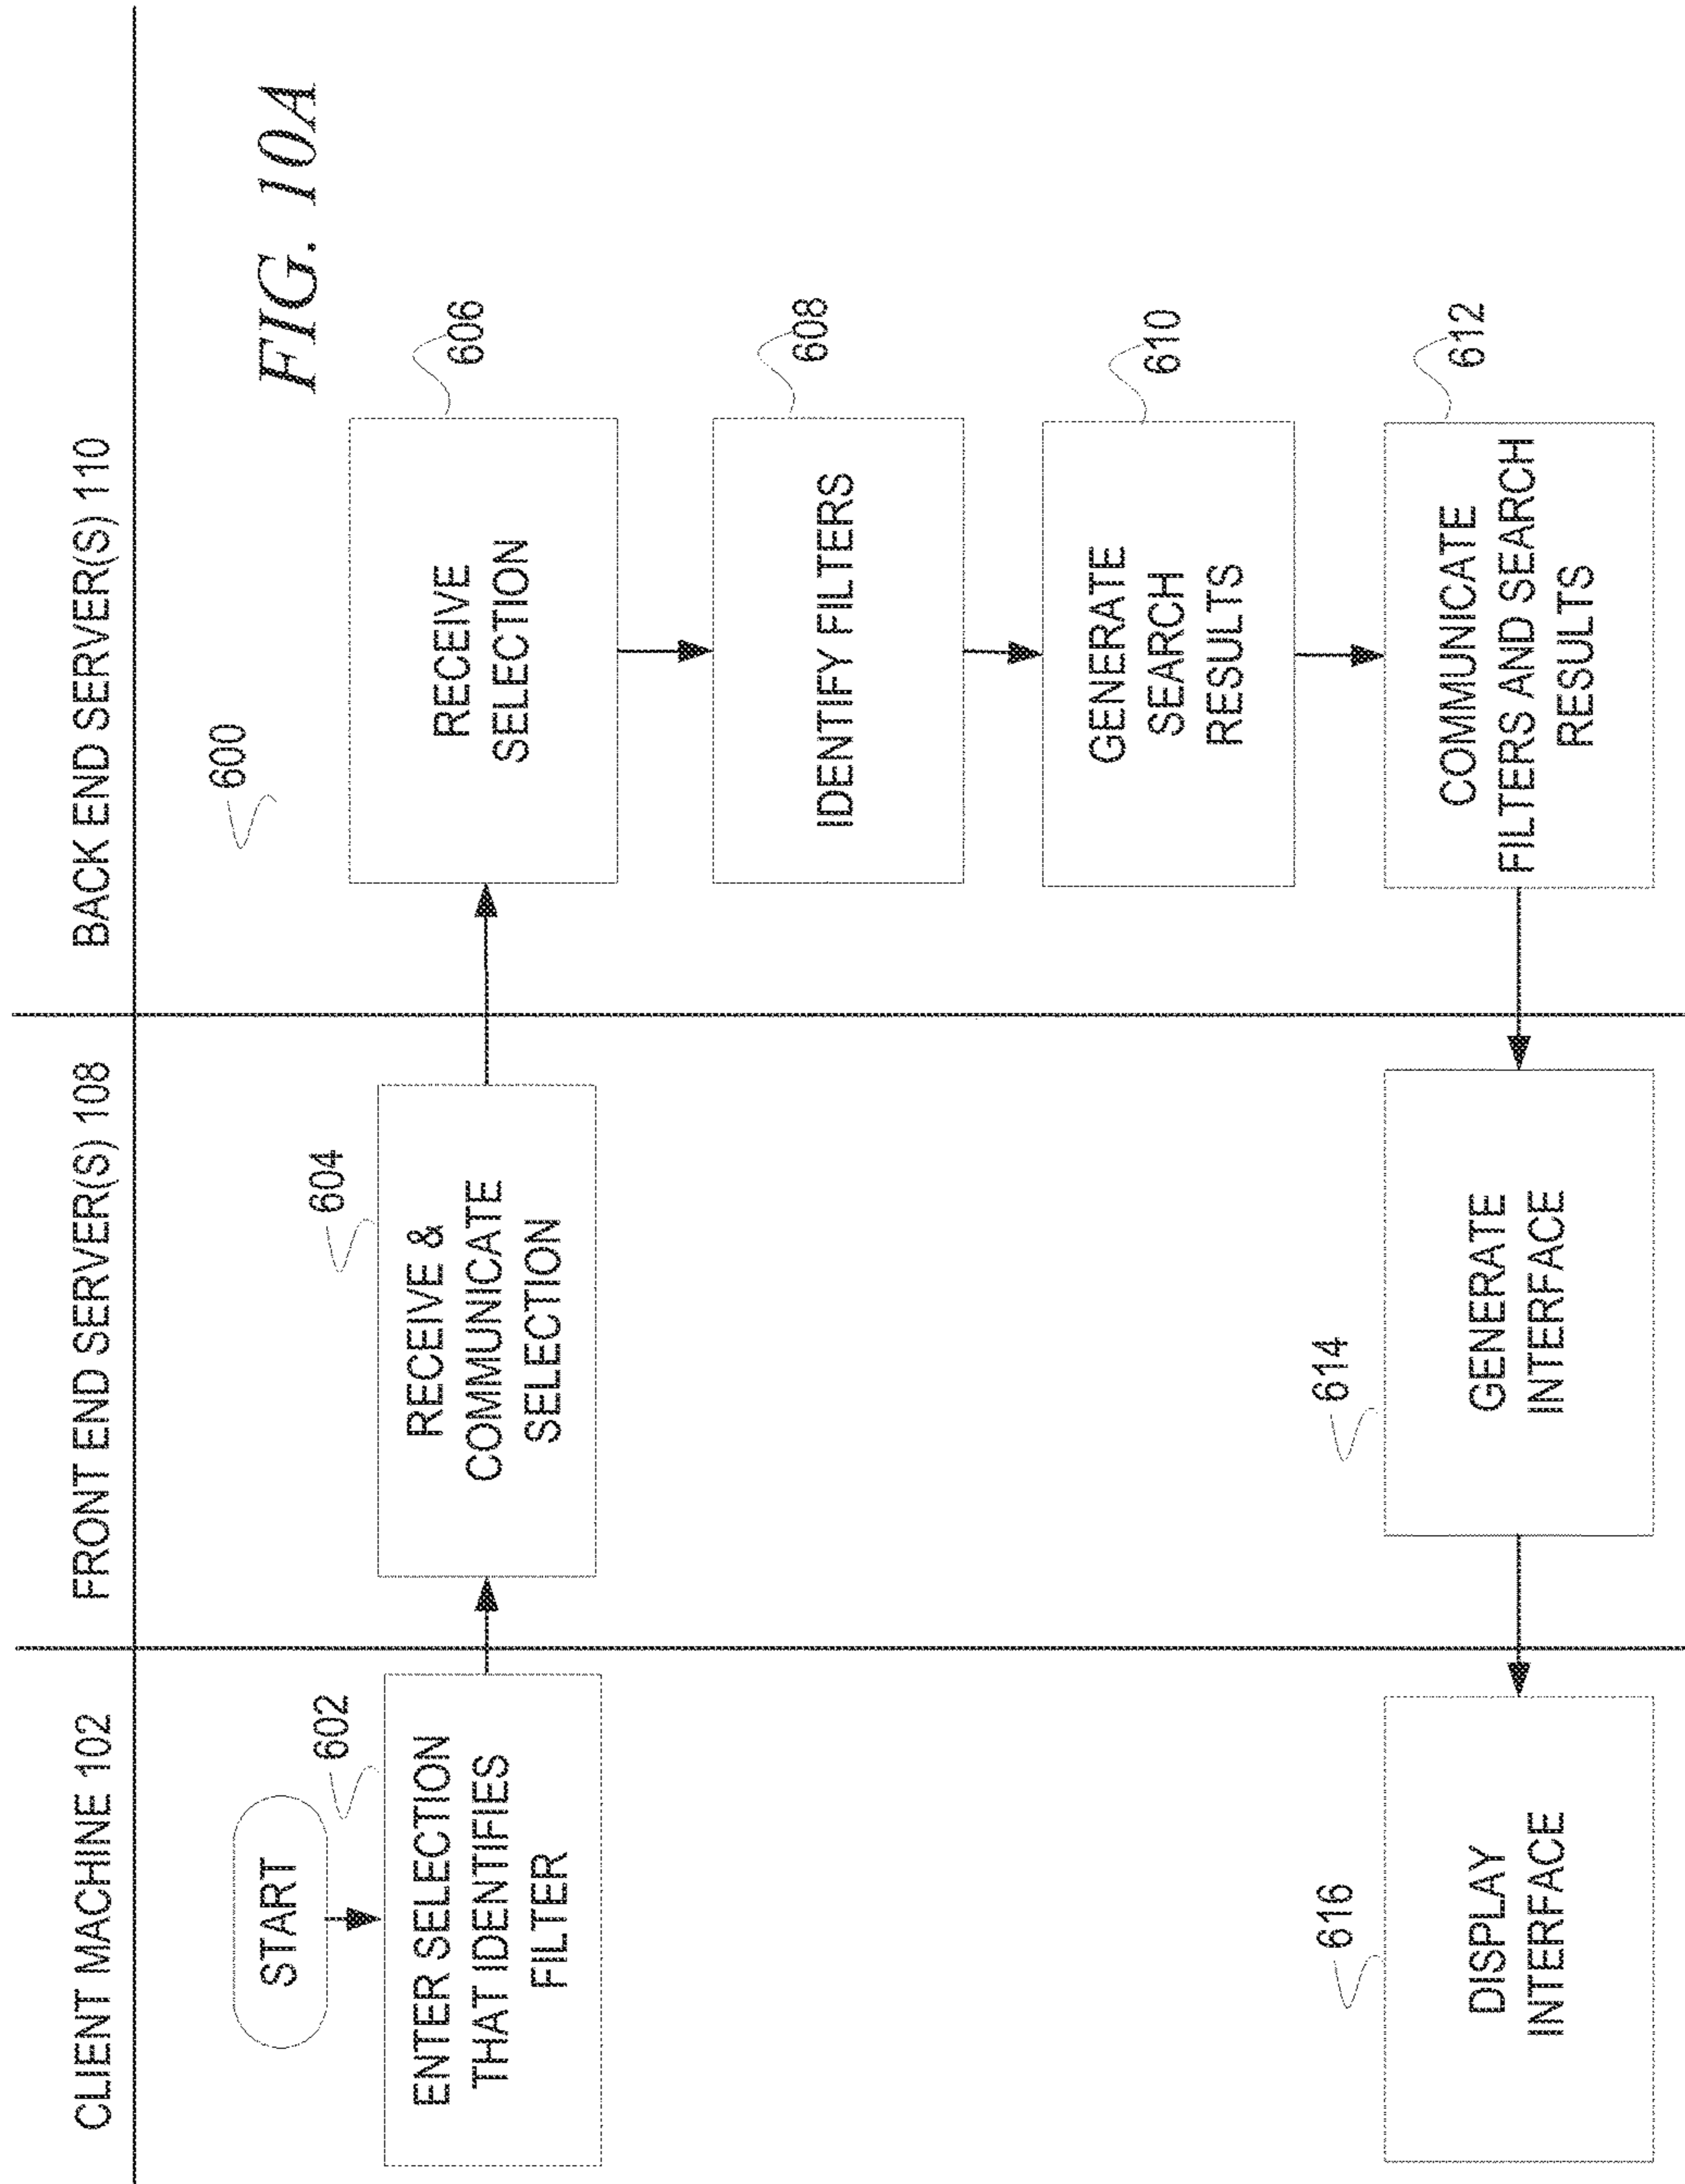 CLIENT MACHINE 102
FRONT END SERVER(S) 108
BACK END SERVER(S) 110
FIG. 10A
600
START
602
ENTER SELECTION
THAT IDENTIFIES
FILTER
604
RECEIVE &
COMMUNICATE
SELECTION
606
RECEIVE
SELECTION
608
IDENTIFY FILTERS
610
GENERATE
SEARCH
RESULTS
612
COMMUNICATE
FILTERS AND SEARCH
RESULTS
614
GENERATE
INTERFACE
616
DISPLAY
INTERFACE